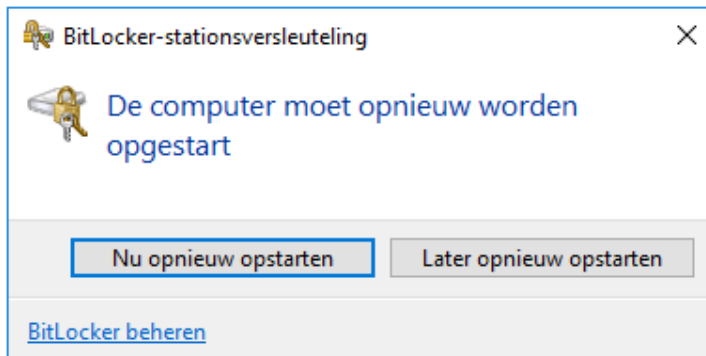 BitLocker-stationsversleuteling
De computer moet opnieuw worden
opgestart
Nu opnieuw opstarten
Later opnieuw opstarten
BitLocker beheren